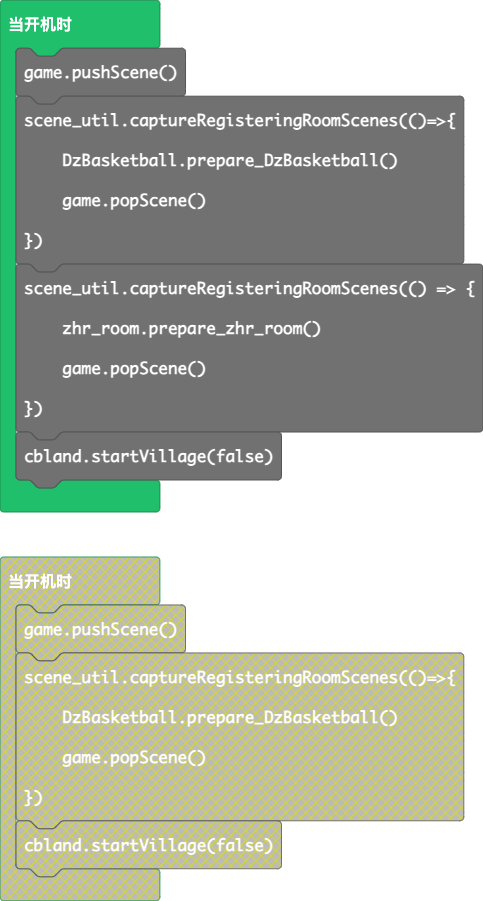 当开机时
game.pushScene()
scene_util.captureRegisteringRoomScenes(()=>{
DzBasketball.prepare_DzBasketball()
game.popScene()
})
scene_util.captureRegisteringRoomScenes(() => {
zhr_room.prepare_zhr_room()
game.popScene()
})
cbland.startVillage(false)
当开机时
game.pushScene()
scene_util.captureRegisteringRoomScenes(()=>{
DzBasketball.prepare_DzBasketball()
game.popScene()
})
cbland.startVillage(false)